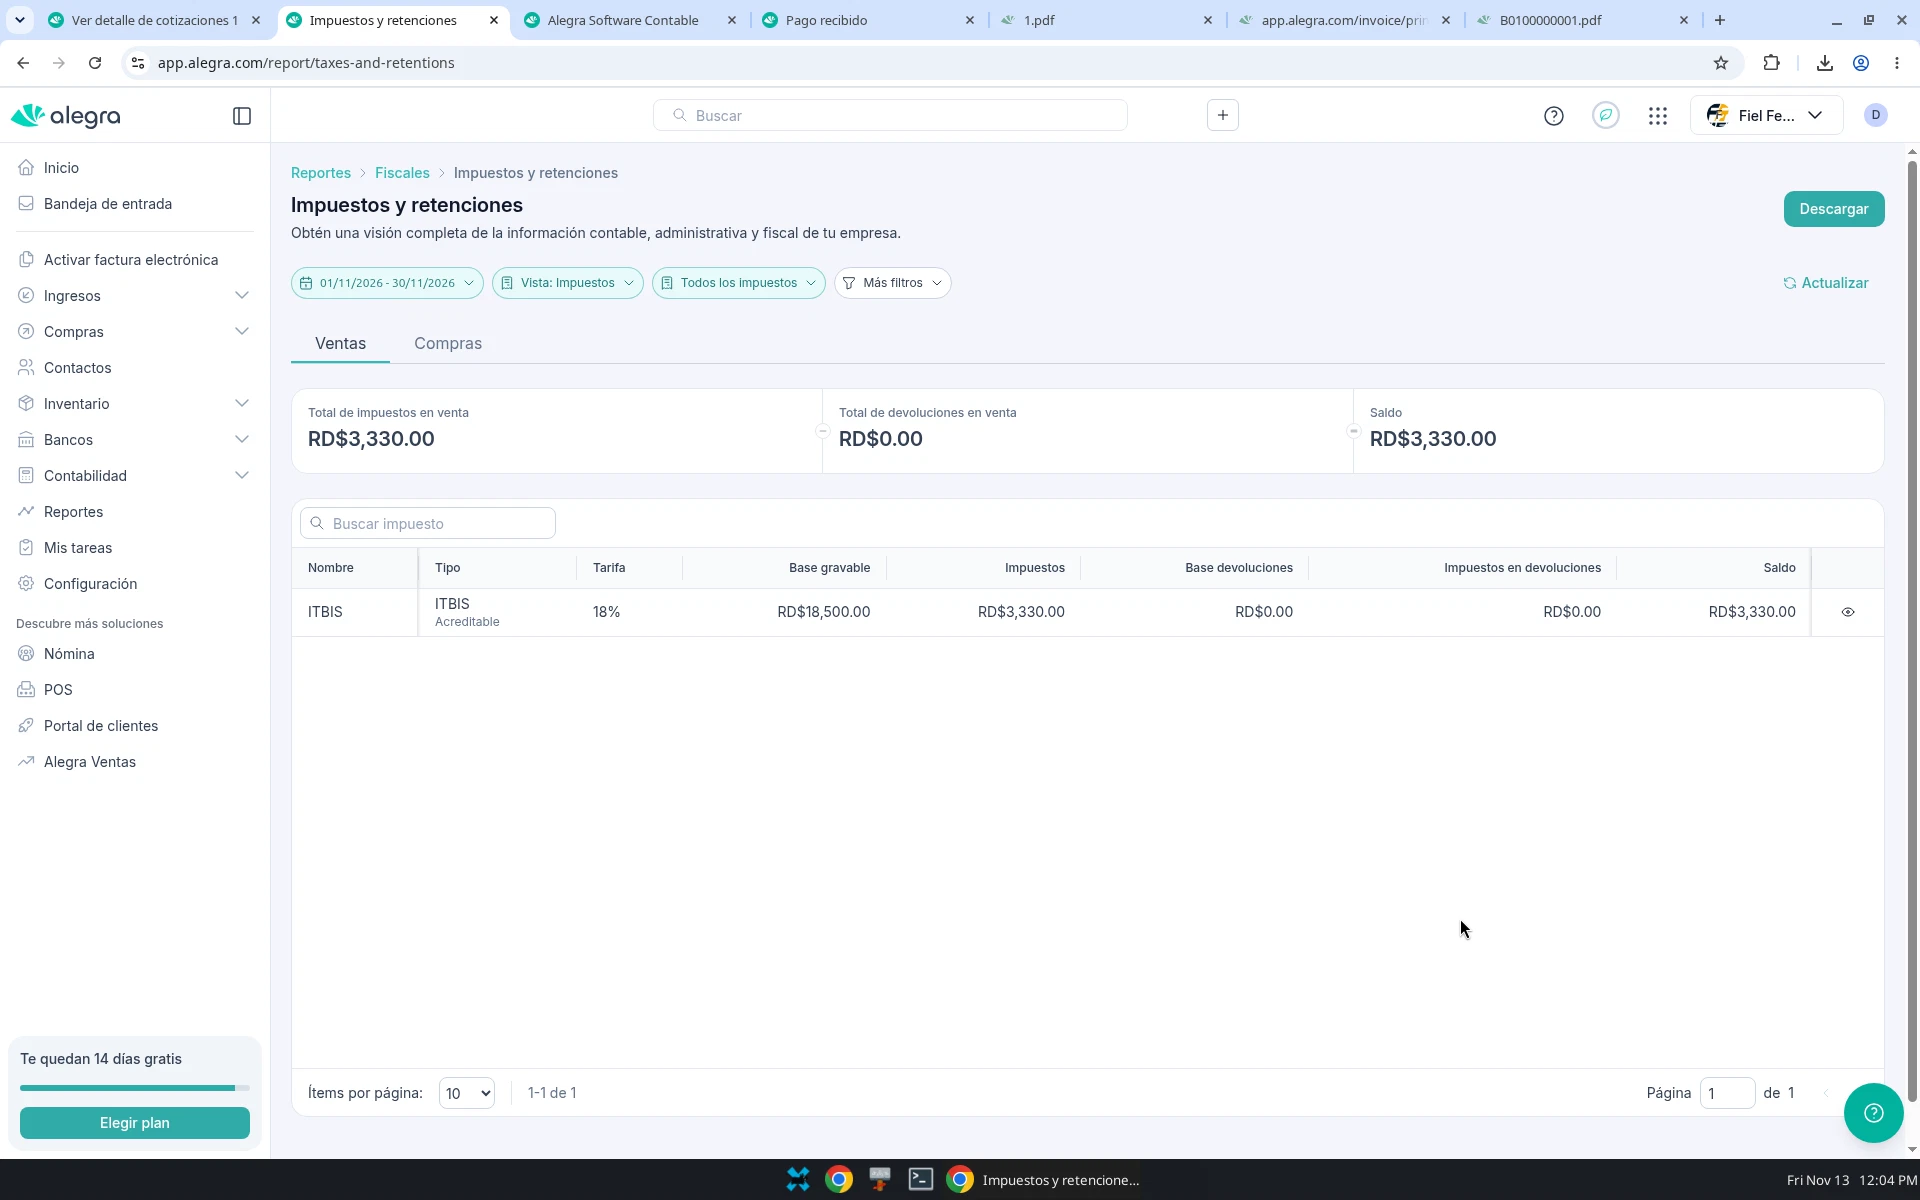 Ver detalle de cotizaciones 1
Impuestos y retenciones
Alegra Software Contable
Pago recibido
1.pdf
app.alegra.com/invoice/prin
B0100000001.pdf
app.alegra.com/report/taxes-and-retentions
alegra
Buscar
Fiel Fe...
D
Inicio
Bandeja de entrada
Activar factura electrónica
Ingresos
Compras
Contactos
Inventario
Bancos
Contabilidad
Reportes
Mis tareas
Configuración
Descubre más soluciones
Nómina
POS
Portal de clientes
Alegra Ventas
Te quedan 14 días gratis
Elegir plan
Reportes > Fiscales > Impuestos y retenciones
Impuestos y retenciones
Descargar
Obtén una visión completa de la información contable, administrativa y fiscal de tu empresa.
01/11/2026 - 30/11/2026
Vista: Impuestos
Todos los impuestos
Más filtros
Actualizar
Ventas
Compras
Total de impuestos en venta
RD$3,330.00
Total de devoluciones en venta
RD$0.00
Saldo
RD$3,330.00
Buscar impuesto
Nombre Tipo Tarifa Base gravable Impuestos Base devoluciones Impuestos en devoluciones Saldo
ITBIS ITBIS 18% RD$18,500.00 RD$3,330.00 RD$0.00 RD$0.00 RD$3,330.00
Acreditable
Ítems por página: 10 1-1 de 1
Página 1 de 1
Impuestos y retencione...
Fri Nov 13 12:04 PM